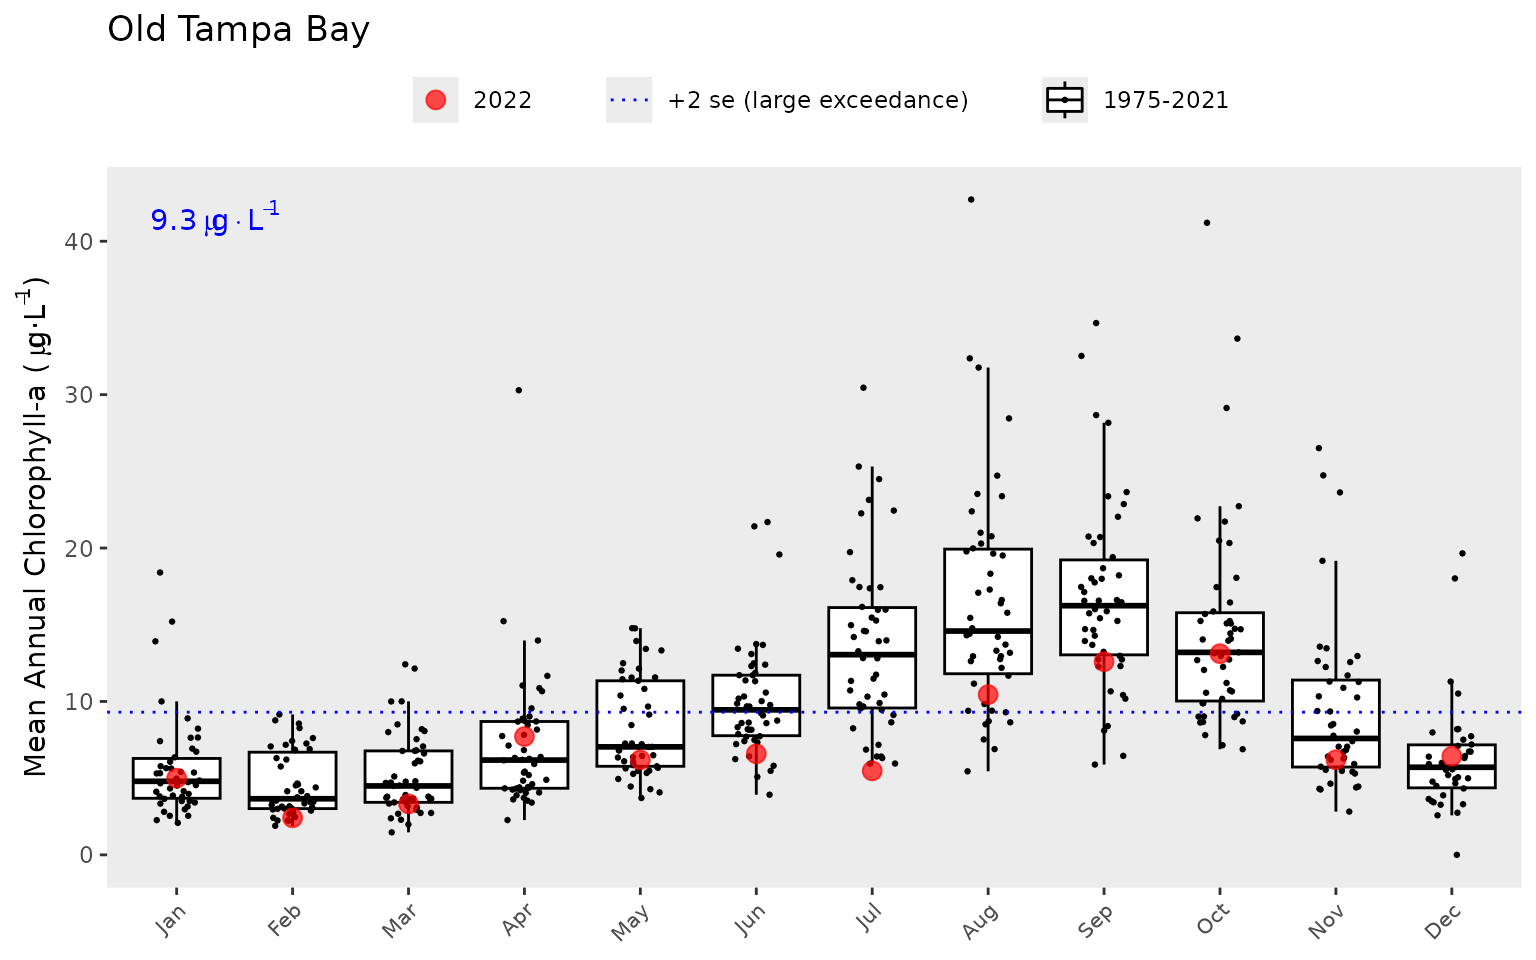 Old Tampa Bay
2022 +2 se (large exceedance) 1975-2021
9.3 μg·L⁻¹
Mean Annual Chlorophyll-a (μg·L⁻¹)
40
30
20
10
0
Jan Feb Mar Apr May Jun Jul Aug Sep Oct Nov Dec